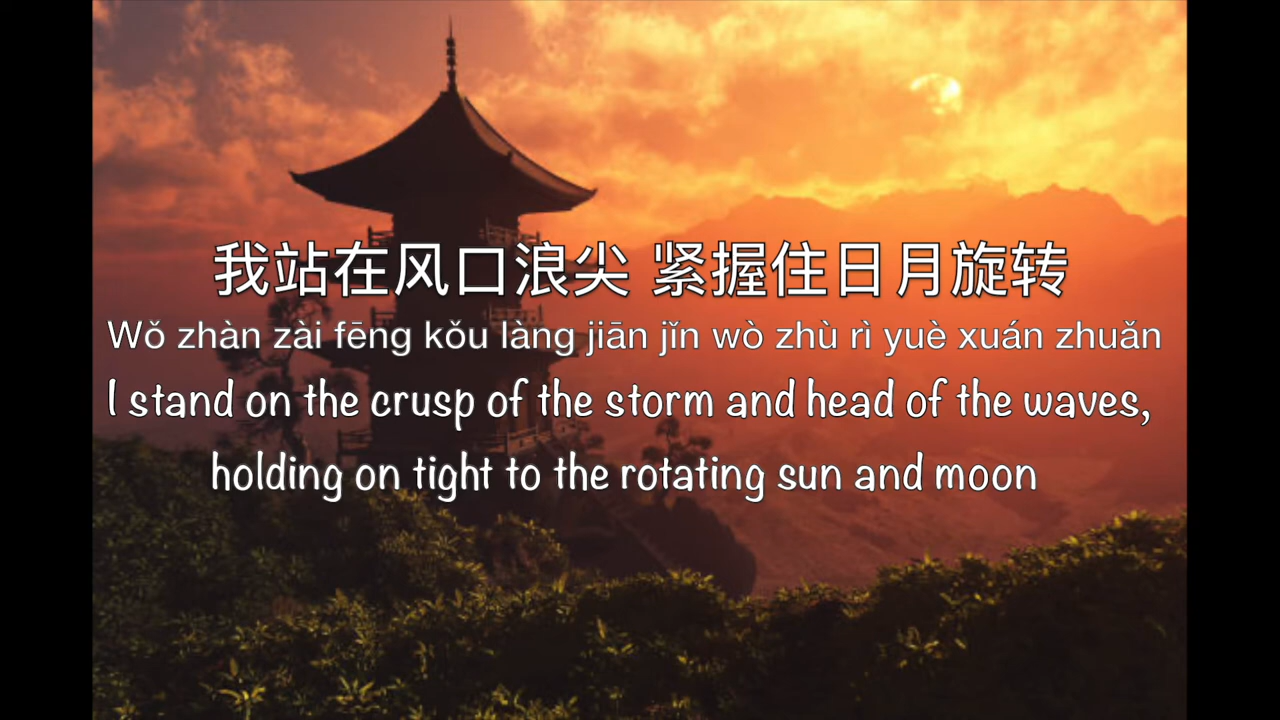 我站在风口浪尖 紧握住日月旋转
Wǒ zhàn zài fēng kǒu làng jiān jǐn wò zhù rì yuè xuán zhuǎn
I stand on the crusp of the storm and head of the waves,
holding on tight to the rotating sun and moon